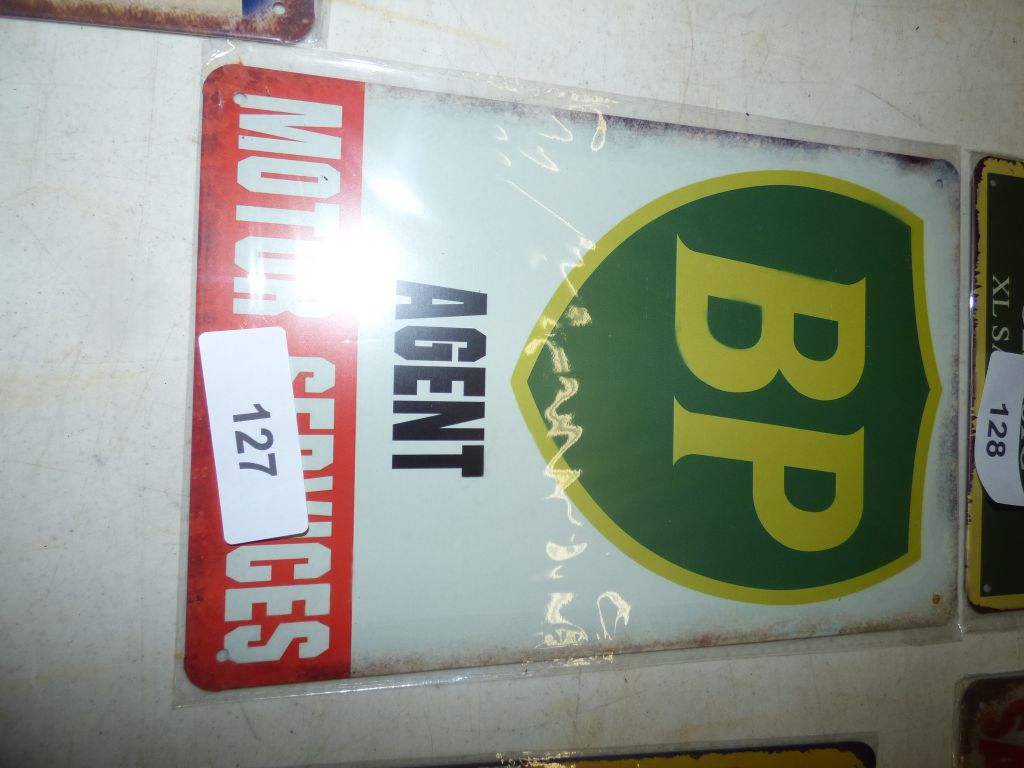 BP
AGENT
MOTOR SERVICES
127
XL
128